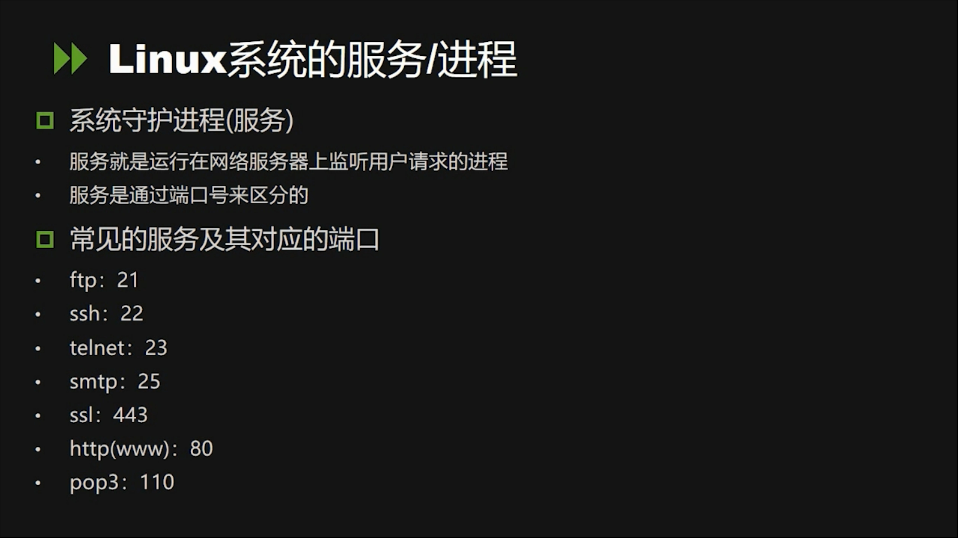 Linux系统的服务/进程
系统守护进程(服务)
服务就是运行在网络服务器上监听用户请求的进程
服务是通过端口号来区分的
常见的服务及其对应的端口
ftp：21
ssh：22
telnet：23
smtp：25
ssl：443
http(www)：80
pop3：110